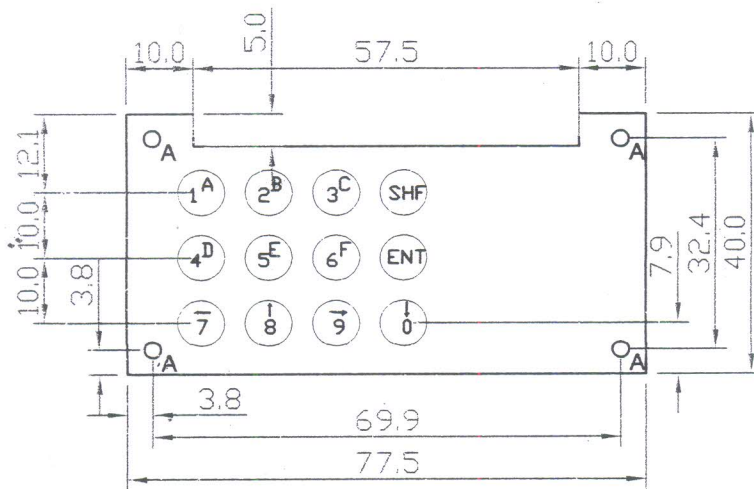 5.0
10.0 57.5 10.0
12.1
A A
1A 2B 3C SHF
10.0
4D 5E 6F ENT
10.0
3.8
7.9
32.4
40.0
←7 ↑8 →9 ↓0
A A
3.8
69.9
77.5